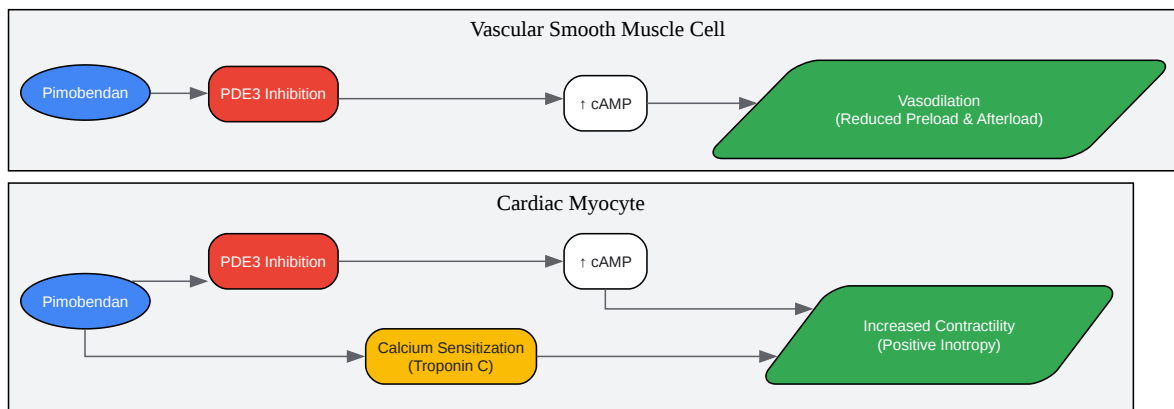 Vascular Smooth Muscle Cell
Pimobendan
PDE3 Inhibition
↑ cAMP
Vasodilation
(Reduced Preload & Afterload)
Cardiac Myocyte
Pimobendan
PDE3 Inhibition
↑ cAMP
Calcium Sensitization
(Troponin C)
Increased Contractility
(Positive Inotropy)